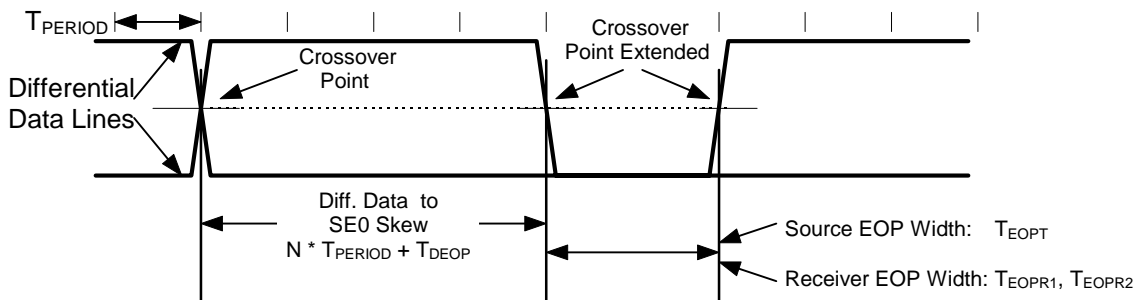 TPERIOD
Differential
Data Lines
Crossover
Point
Crossover
Point Extended
Diff. Data to
SE0 Skew
N * TPERIOD + TDEOP
Source EOP Width: TEOPT
Receiver EOP Width: TEOPR1, TEOPR2